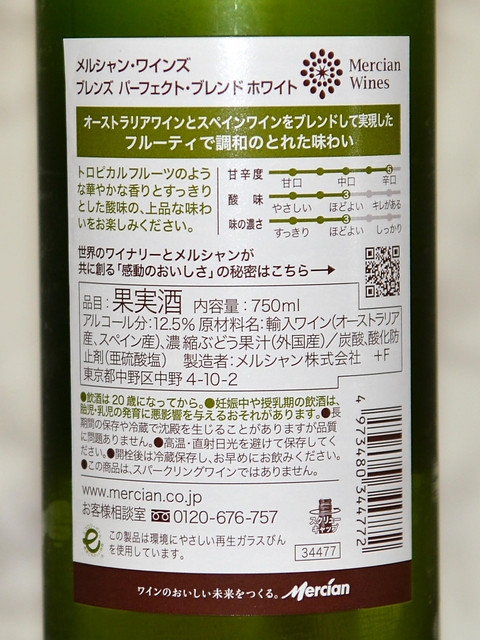 メルシャン・ワインズ
ブレンズ パーフェクト・ブレンド ホワイト
Mercian
Wines
オーストラリアワインとスペインワインをブレンドして実現した
フルーティで調和のとれた味わい
トロピカルフルーツのよう
な華やかな香りとすっきり
とした酸味の、上品な味わ
いをお楽しみください。
甘辛度 5
甘口 中口 辛口
酸味 3
やさしい ほどよい キレがある
味の濃さ 3
すっきり ほどよい しっかり
世界のワイナリーとメルシャンが
共に創る「感動のおいしさ」の秘密はこちら→
品目:果実酒 内容量:750ml
アルコール分:12.5% 原材料名:輸入ワイン(オーストラリア
産、スペイン産)、濃縮ぶどう果汁(外国産)/炭酸、酸化防
止剤(亜硫酸塩) 製造者:メルシャン株式会社 +F
東京都中野区中野 4-10-2
●飲酒は20歳になってから。●妊娠中や授乳期の飲酒は、
胎児・乳児の発育に悪影響を与えるおそれがあります。●長
期間の保存や冷蔵で沈殿を生じることがありますが品質
に問題ありません。●高温・直射日光を避けて保存してく
ださい。●開栓後は冷蔵保存し、お早めにお飲みください。
●この商品は、スパークリングワインではありません。
4 973480 344772
www.mercian.co.jp
お客様相談室 0120-676-757
スクリュー
キャップ
この製品は環境にやさしい再生ガラスびん
を使用しています。
34477
ワインのおいしい未来をつくる。 Mercian